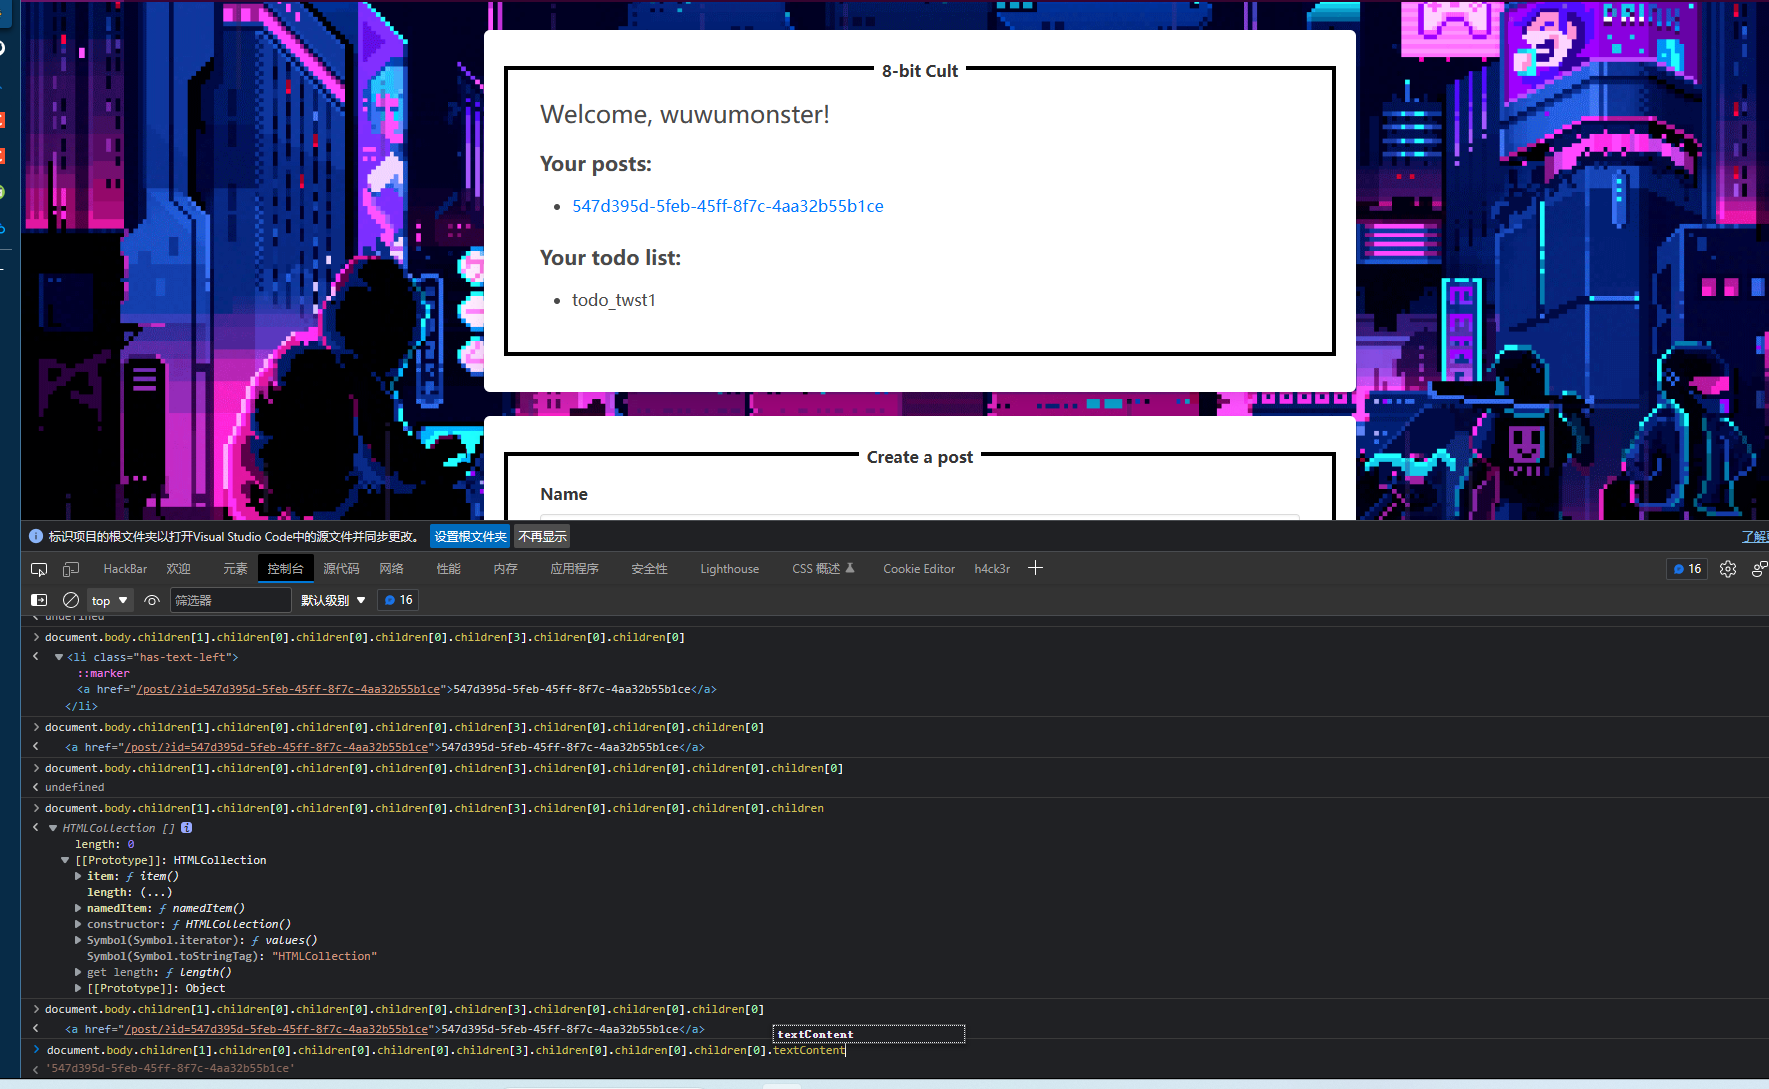 8-bit Cult
Welcome, wuwumonster!
Your posts:
547d395d-5feb-45ff-8f7c-4aa32b55b1ce
Your todo list:
todo_twst1
Create a post
Name
标识项目的根文件夹以打开Visual Studio Code中的源文件并同步更改。 设置根文件夹 不再显示 了解
HackBar 欢迎 元素 控制台 源代码 网络 性能 内存 应用程序 安全性 Lighthouse CSS 概述 Cookie Editor h4ck3r 16
top 筛选器 默认级别 16
undefined
document.body.children[1].children[0].children[0].children[0].children[3].children[0].children[0]
<li class="has-text-left">
::marker
<a href="/post/?id=547d395d-5feb-45ff-8f7c-4aa32b55b1ce">547d395d-5feb-45ff-8f7c-4aa32b55b1ce</a>
</li>
document.body.children[1].children[0].children[0].children[0].children[3].children[0].children[0].children[0]
<a href="/post/?id=547d395d-5feb-45ff-8f7c-4aa32b55b1ce">547d395d-5feb-45ff-8f7c-4aa32b55b1ce</a>
document.body.children[1].children[0].children[0].children[0].children[3].children[0].children[0].children[0].children[0]
undefined
document.body.children[1].children[0].children[0].children[0].children[3].children[0].children[0].children[0].children
HTMLCollection []
length: 0
[[Prototype]]: HTMLCollection
item: ƒ item()
length: (...)
namedItem: ƒ namedItem()
constructor: ƒ HTMLCollection()
Symbol(Symbol.iterator): ƒ values()
Symbol(Symbol.toStringTag): "HTMLCollection"
get length: ƒ length()
[[Prototype]]: Object
document.body.children[1].children[0].children[0].children[0].children[3].children[0].children[0].children[0]
<a href="/post/?id=547d395d-5feb-45ff-8f7c-4aa32b55b1ce">547d395d-5feb-45ff-8f7c-4aa32b55b1ce</a>
textContent
document.body.children[1].children[0].children[0].children[0].children[3].children[0].children[0].children[0].textContent
'547d395d-5feb-45ff-8f7c-4aa32b55b1ce'